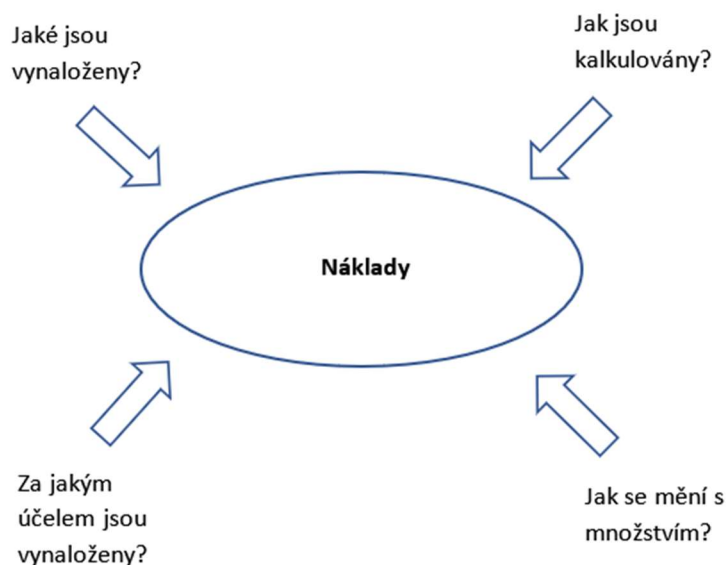 Jaké jsou
vynaloženy?
Jak jsou
kalkulovány?
Náklady
Za jakým
účelem jsou
vynaloženy?
Jak se mění s
množstvím?